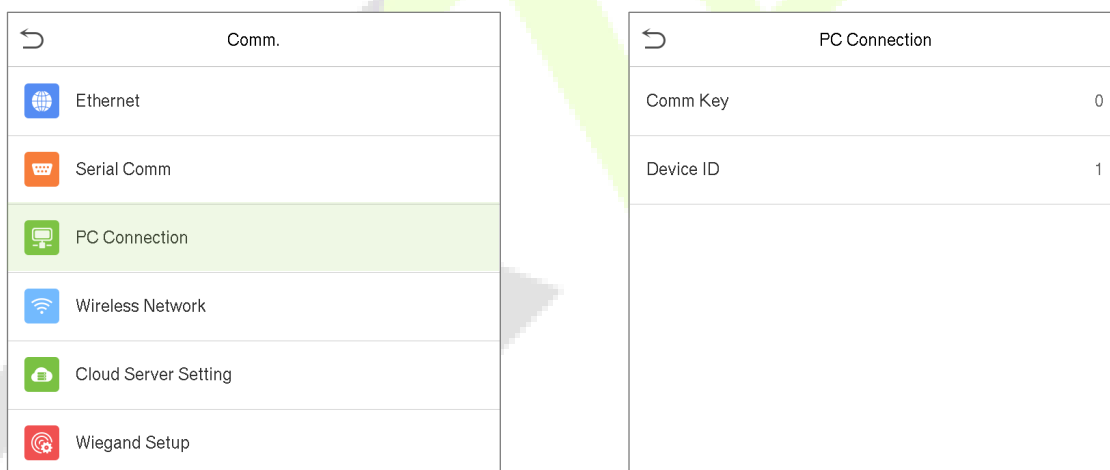 Comm.
Ethernet
Serial Comm
PC Connection
Wireless Network
Cloud Server Setting
Wiegand Setup
PC Connection
Comm Key 0
Device ID 1